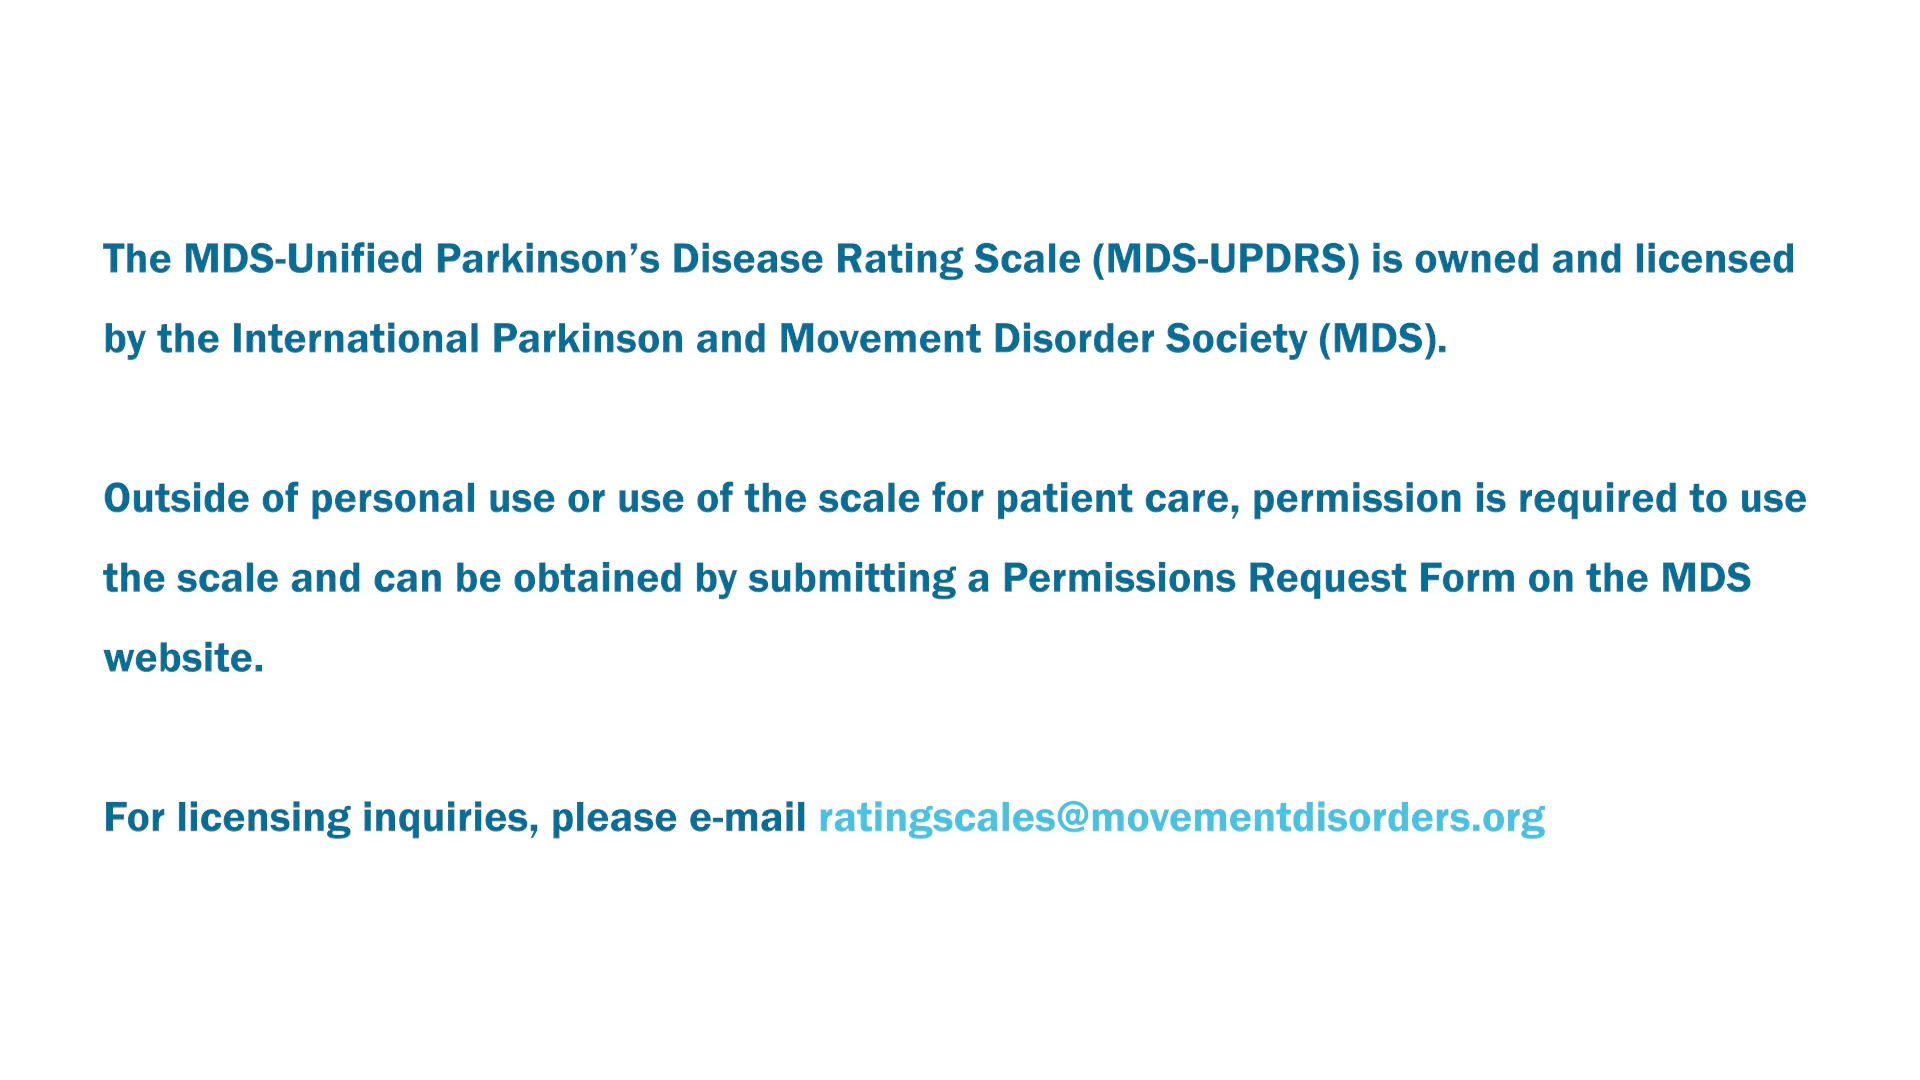 The MDS-Unified Parkinson’s Disease Rating Scale (MDS-UPDRS) is owned and licensed
by the International Parkinson and Movement Disorder Society (MDS).
Outside of personal use or use of the scale for patient care, permission is required to use
the scale and can be obtained by submitting a Permissions Request Form on the MDS
website.
For licensing inquiries, please e-mail ratingscales@movementdisorders.org